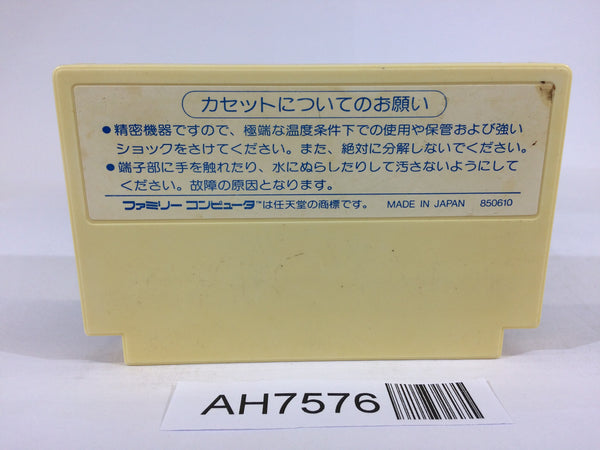 カセットについてのお願い
●精密機器ですので、極端な温度条件下での使用や保管および強い
ショックをさけてください。また、絶対に分解しないでください。
●端子部に手を触れたり、水にぬらしたりして汚さないようにして
ください。故障の原因となります。
ファミリー コンピュータ™は任天堂の商標です。 MADE IN JAPAN 850610
AH7576